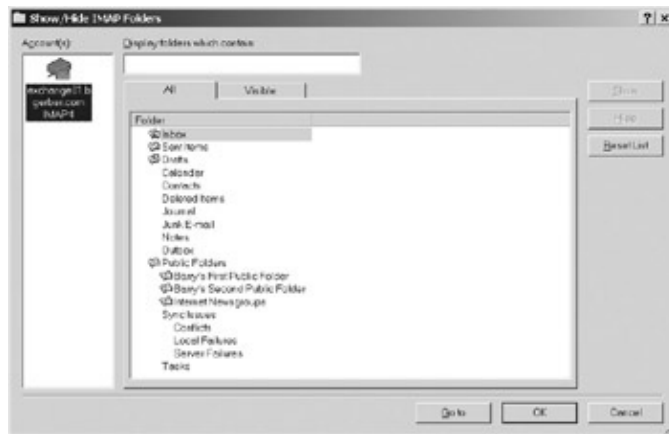 Show/Hide IMAP Folders
Account(s):
Display folders which contain:
exchange01.b
gerber.com
IMAP4
All
Visible
Show
Hide
Reset List
Folder
Inbox
Sent Items
Drafts
Calendar
Contacts
Deleted Items
Journal
Junk E-mail
Notes
Outbox
Public Folders
Barry's First Public Folder
Barry's Second Public Folder
Internet Newsgroups
Sync Issues
Conflicts
Local Failures
Server Failures
Tasks
Go to
OK
Cancel